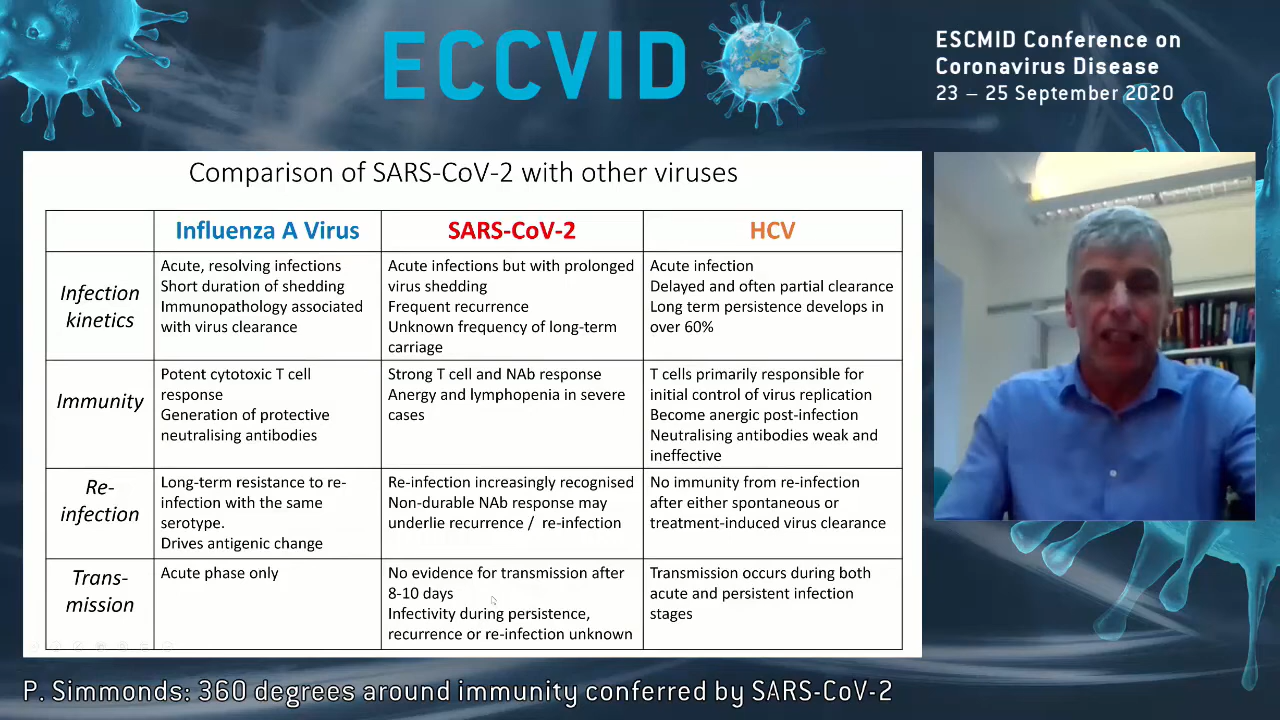 ECCVID
ESCMID Conference on
Coronavirus Disease
23 – 25 September 2020
Comparison of SARS-CoV-2 with other viruses
Influenza A Virus
SARS-CoV-2
HCV
Infection
kinetics
Acute, resolving infections
Short duration of shedding
Immunopathology associated
with virus clearance
Acute infections but with prolonged
virus shedding
Frequent recurrence
Unknown frequency of long-term
carriage
Acute infection
Delayed and often partial clearance
Long term persistence develops in
over 60%
Immunity
Potent cytotoxic T cell
response
Generation of protective
neutralising antibodies
Strong T cell and NAb response
Anergy and lymphopenia in severe
cases
T cells primarily responsible for
initial control of virus replication
Become anergic post-infection
Neutralising antibodies weak and
ineffective
Re-
infection
Long-term resistance to re-
infection with the same
serotype.
Drives antigenic change
Re-infection increasingly recognised
Non-durable NAb response may
underlie recurrence / re-infection
No immunity from re-infection
after either spontaneous or
treatment-induced virus clearance
Trans-
mission
Acute phase only
No evidence for transmission after
8-10 days
Infectivity during persistence,
recurrence or re-infection unknown
Transmission occurs during both
acute and persistent infection
stages
P. Simmonds: 360 degrees around immunity conferred by SARS-CoV-2